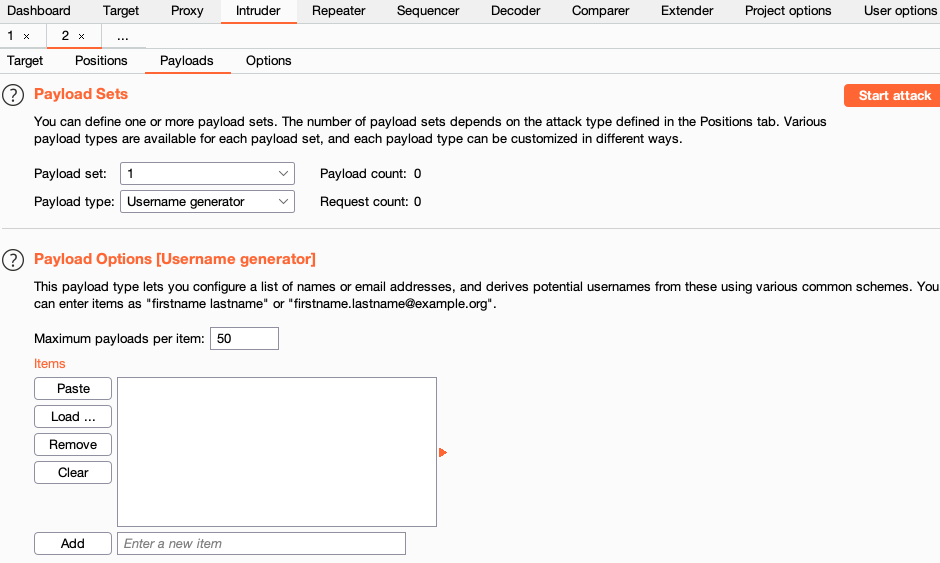 Dashboard Target Proxy Intruder Repeater Sequencer Decoder Comparer Extender Project options User options
1 × 2 × ...
Target Positions Payloads Options
? Payload Sets Start attack
You can define one or more payload sets. The number of payload sets depends on the attack type defined in the Positions tab. Various
payload types are available for each payload set, and each payload type can be customized in different ways.
Payload set: 1 Payload count: 0
Payload type: Username generator Request count: 0
? Payload Options [Username generator]
This payload type lets you configure a list of names or email addresses, and derives potential usernames from these using various common schemes. You
can enter items as "firstname lastname" or "firstname.lastname@example.org".
Maximum payloads per item: 50
Items
Paste
Load ...
Remove
Clear
Add Enter a new item